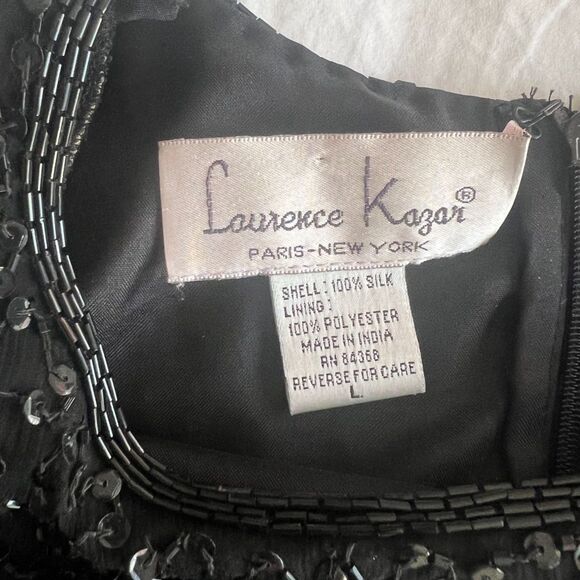 Laurence Kazar®
PARIS-NEW YORK
SHELL: 100% SILK
LINING:
100% POLYESTER
MADE IN INDIA
RN 84368
REVERSE FOR CARE
L.